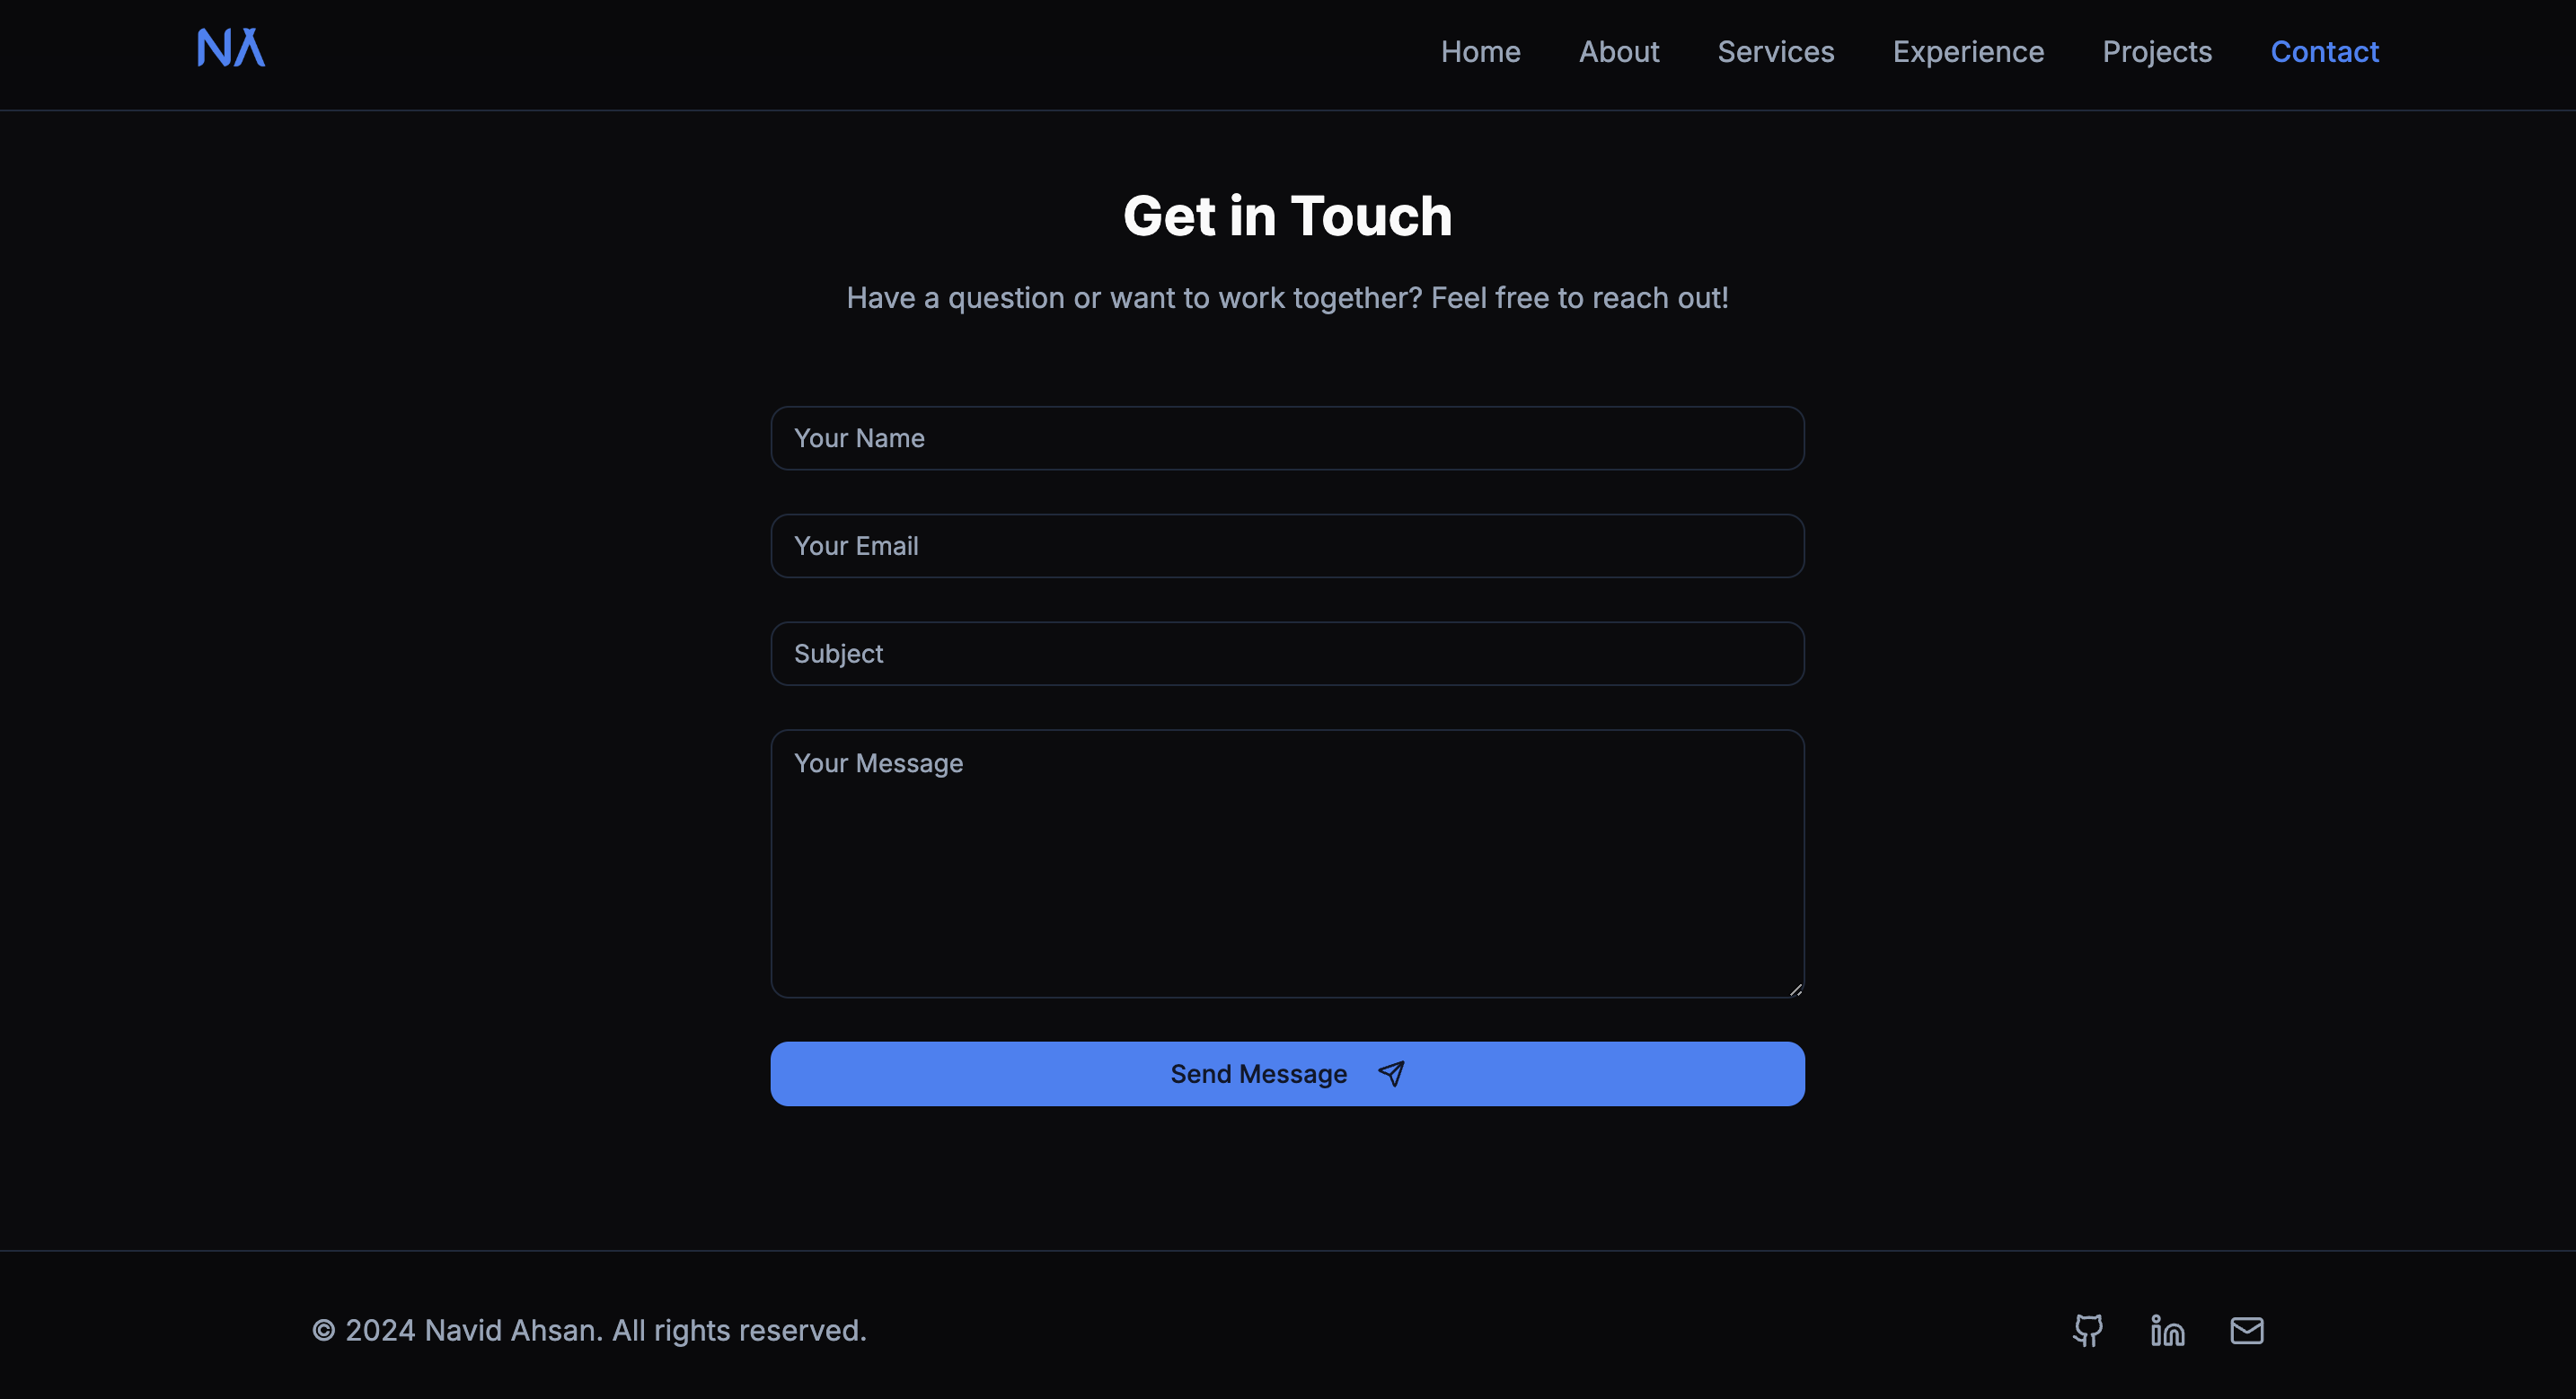 NA
Home About Services Experience Projects Contact
Get in Touch
Have a question or want to work together? Feel free to reach out!
Your Name
Your Email
Subject
Your Message
Send Message
© 2024 Navid Ahsan. All rights reserved.
in